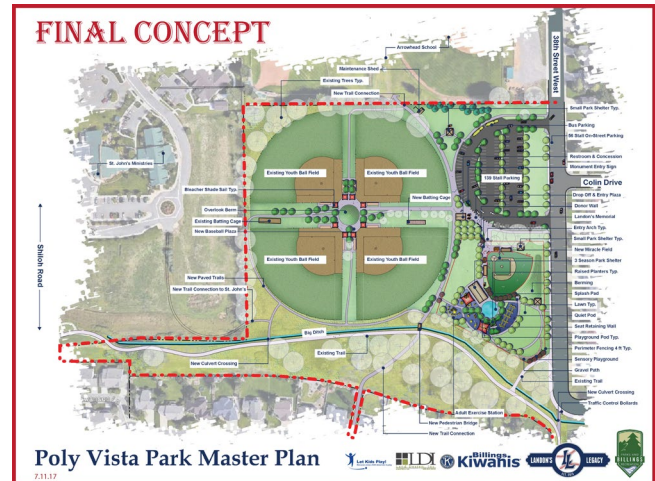 FINAL CONCEPT
Arrowhead School
Maintenance Shed
Existing Trees Typ.
New Trail Connection
38th Street West
Small Park Shelter Typ.
Bus Parking
On-Street Parking
Restroom & Concession
Monument Entry Sign
Stall Parking
Colin Drive
St. John's Ministries
Existing Youth Ball Field
Existing Youth Ball Field
Bleacher Shade Sail Typ.
Overlook Berm
Existing Batting Cage
New Baseball Plaza
New Batting Cage
Drop Off & Entry Plaza
Donor Wall
Landon's Memorial
Entry Arch Typ.
Small Park Shelter Typ.
New Miracle Field
3 Season Park Shelter
Raised Planters Typ.
Berming
Splash Pad
Lawn Typ.
Quiet Pod
Seat Retaining Wall
Playground Pod Typ.
Perimeter Fencing 4 ft Typ.
Sensory Playground
Gravel Path
Existing Trail
New Culvert Crossing
Traffic Control Bollards
Shiloh Road
Existing Youth Ball Field
Existing Youth Ball Field
New Paved Trails
New Trail Connection to St. John's
Big Ditch
Existing Trail
New Culvert Crossing
Adult Exercise Station
New Pedestrian Bridge
New Trail Connection
Poly Vista Park Master Plan
7.11.17
Let Kids Play!
LDI
Billings
Kiwanis
LANDON'S
LL
LEGACY
BILLINGS